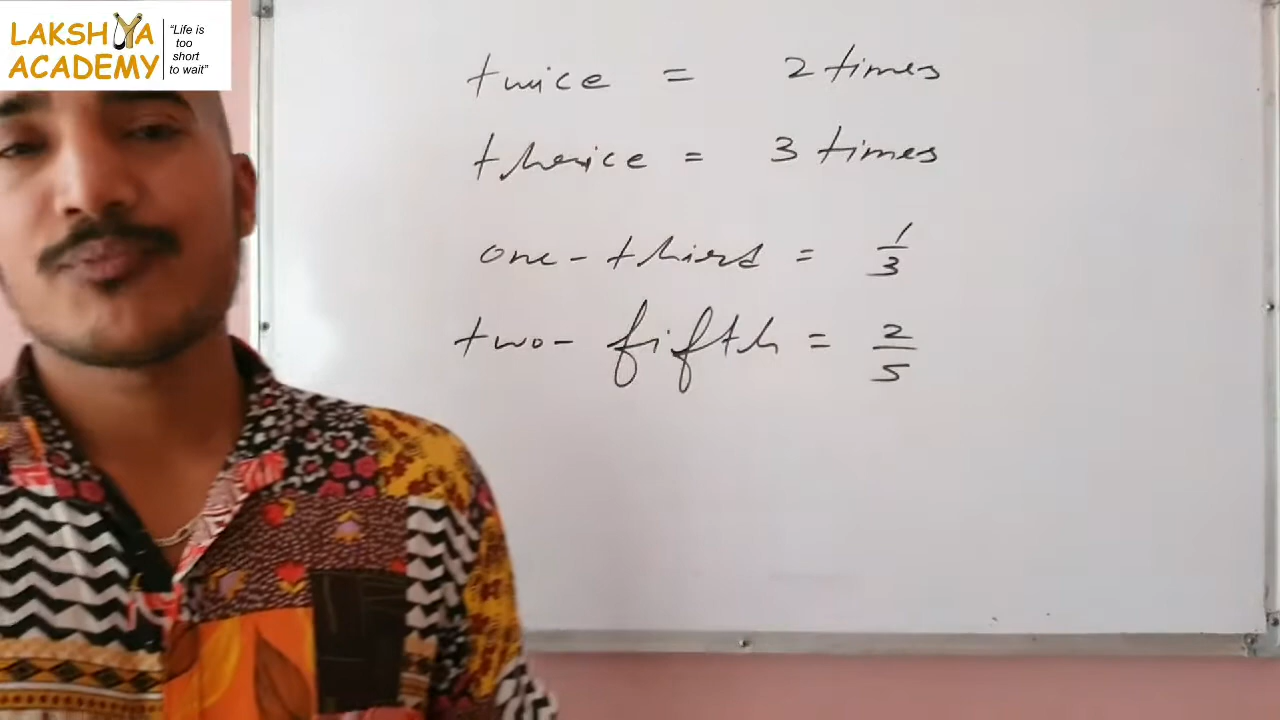 LAKSHYA
ACADEMY
"Life is
too
short
to wait"
twice = 2 times
therice = 3 times
one-third = 1/3
two-fifth = 2/5